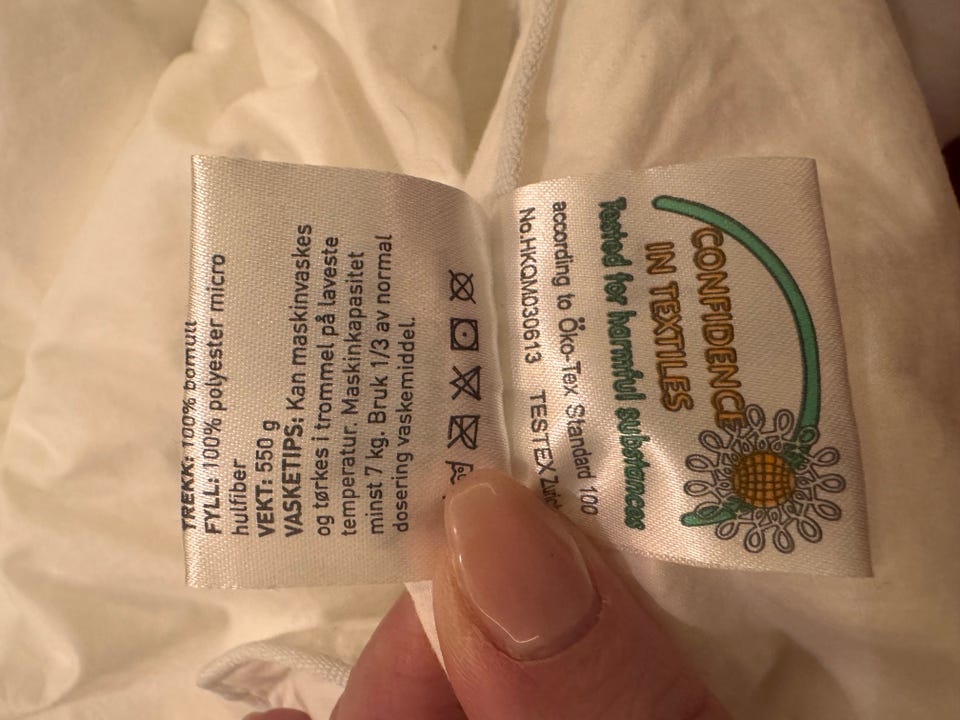 TREKK: 100% bomull
FYLL: 100% polyester micro
hulfiber
VEKT: 550 g
VASKETIPS: Kan maskinvaskes
og tørkes i trommel på laveste
temperatur. Maskinkapasitet
minst 7 kg. Bruk 1/3 av normal
dosering vaskemiddel.
CONFIDENCE
IN TEXTILES
Tested for harmful substances
according to Öko-Tex Standard 100
No.HKQM030613 TESTEX